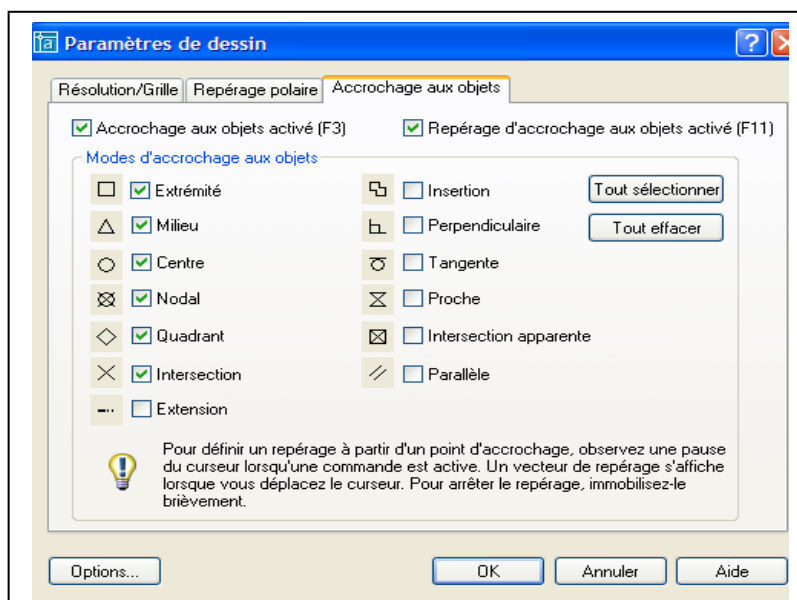 Paramètres de dessin
Résolution/Grille Repérage polaire Accrochage aux objets
Accrochage aux objets activé (F3) Repérage d'accrochage aux objets activé (F11)
Modes d'accrochage aux objets
Extrémité Insertion Tout sélectionner
Milieu Perpendiculaire Tout effacer
Centre Tangente
Nodal Proche
Quadrant Intersection apparente
Intersection Parallèle
Extension
Pour définir un repérage à partir d'un point d'accrochage, observez une pause
du curseur lorsqu'une commande est active. Un vecteur de repérage s'affiche
lorsque vous déplacez le curseur. Pour arrêter le repérage, immobilisez-le
brièvement.
Options... OK Annuler Aide